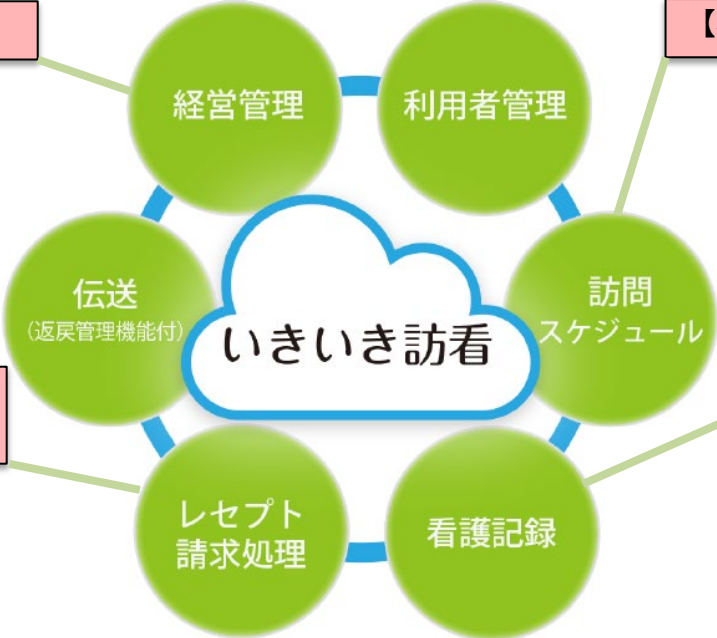 【
経営管理
利用者管理
伝送
（返戻管理機能付）
訪問
スケジュール
いきいき訪看
レセプト
請求処理
看護記録